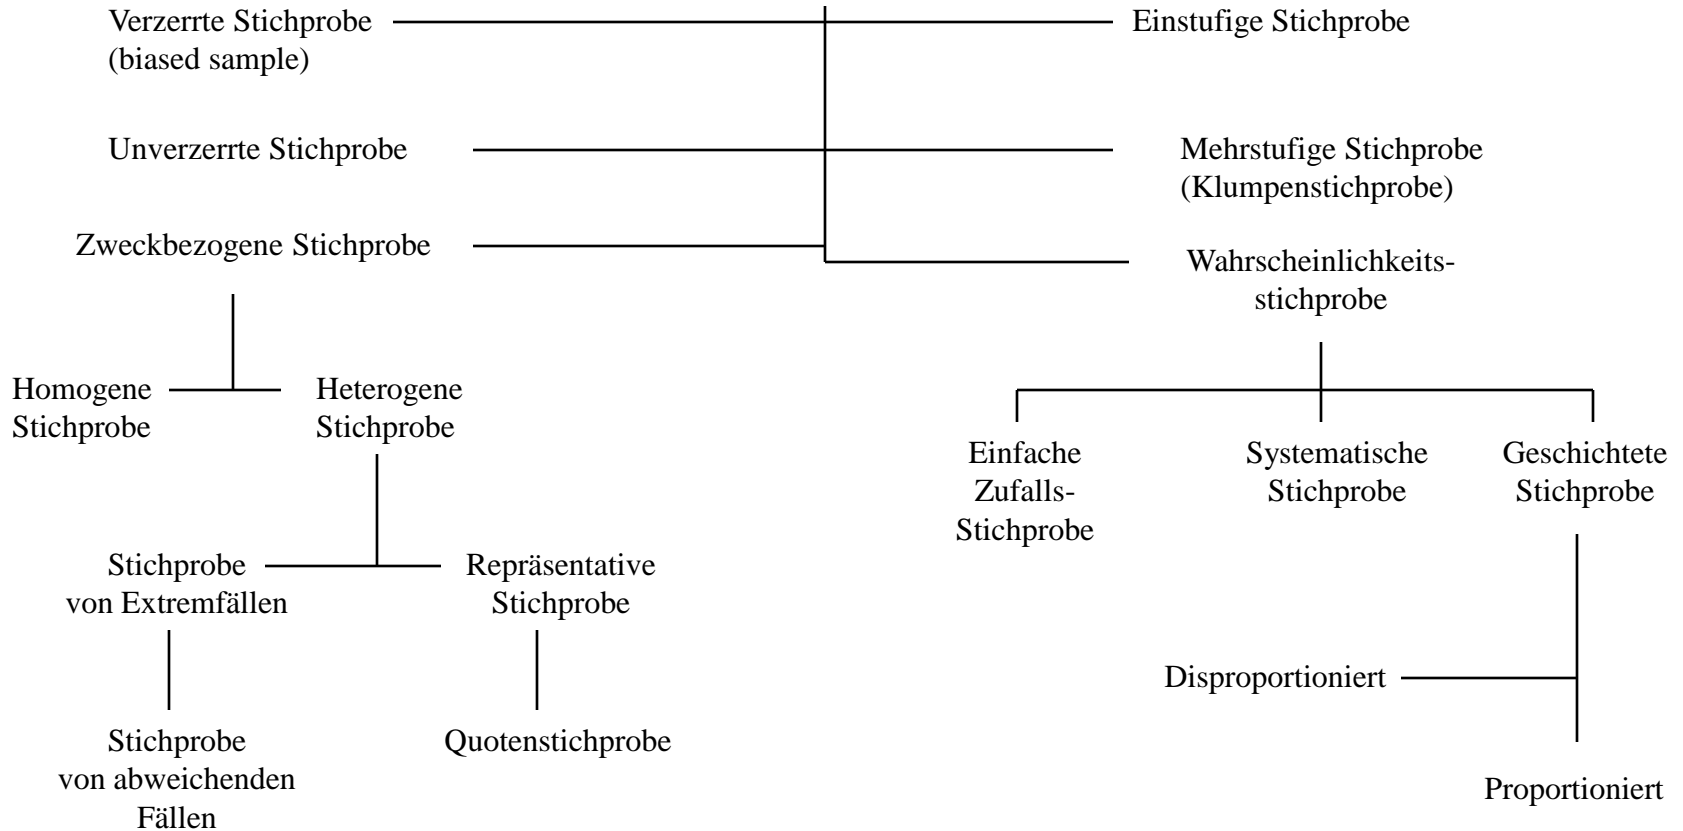 Verzerrte Stichprobe
(biased sample)
Einstufige Stichprobe
Unverzerrte Stichprobe
Mehrstufige Stichprobe
(Klumpenstichprobe)
Zweckbezogene Stichprobe
Wahrscheinlichkeits-
stichprobe
Homogene
Stichprobe
Heterogene
Stichprobe
Einfache
Zufalls-
Stichprobe
Systematische
Stichprobe
Geschichtete
Stichprobe
Stichprobe
von Extremfällen
Repräsentative
Stichprobe
Disproportioniert
Stichprobe
von abweichenden
Fällen
Quotenstichprobe
Proportioniert